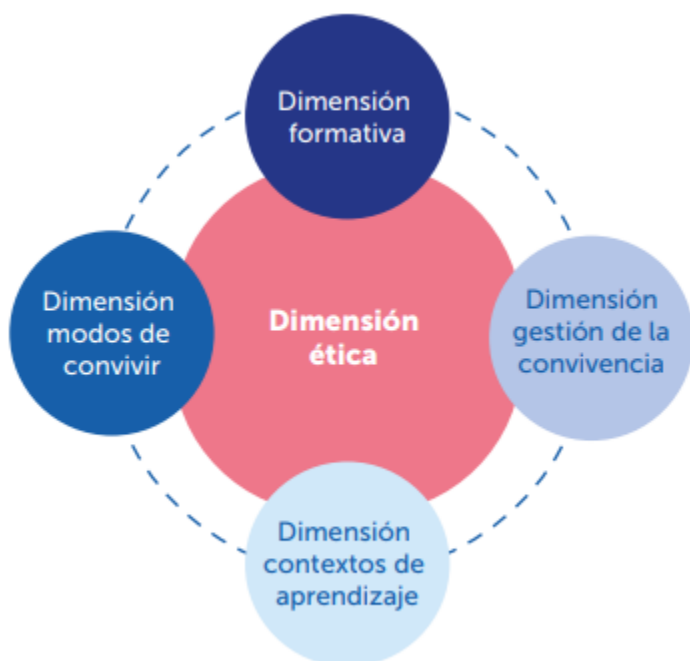 Dimensión
formativa
Dimensión
modos de
convivir
Dimensión
ética
Dimensión
gestión de la
convivencia
Dimensión
contextos de
aprendizaje